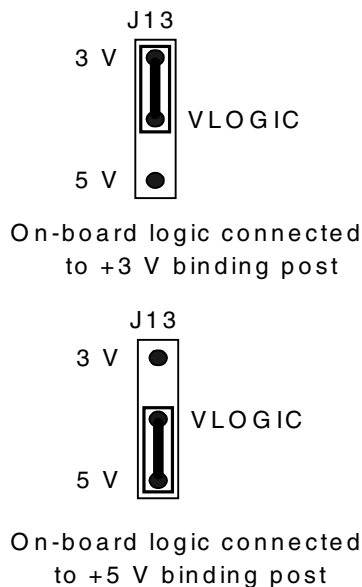 J13
3 V
VLOGIC
5 V
On-board logic connected
to +3 V binding post
J13
3 V
VLOGIC
5 V
On-board logic connected
to +5 V binding post